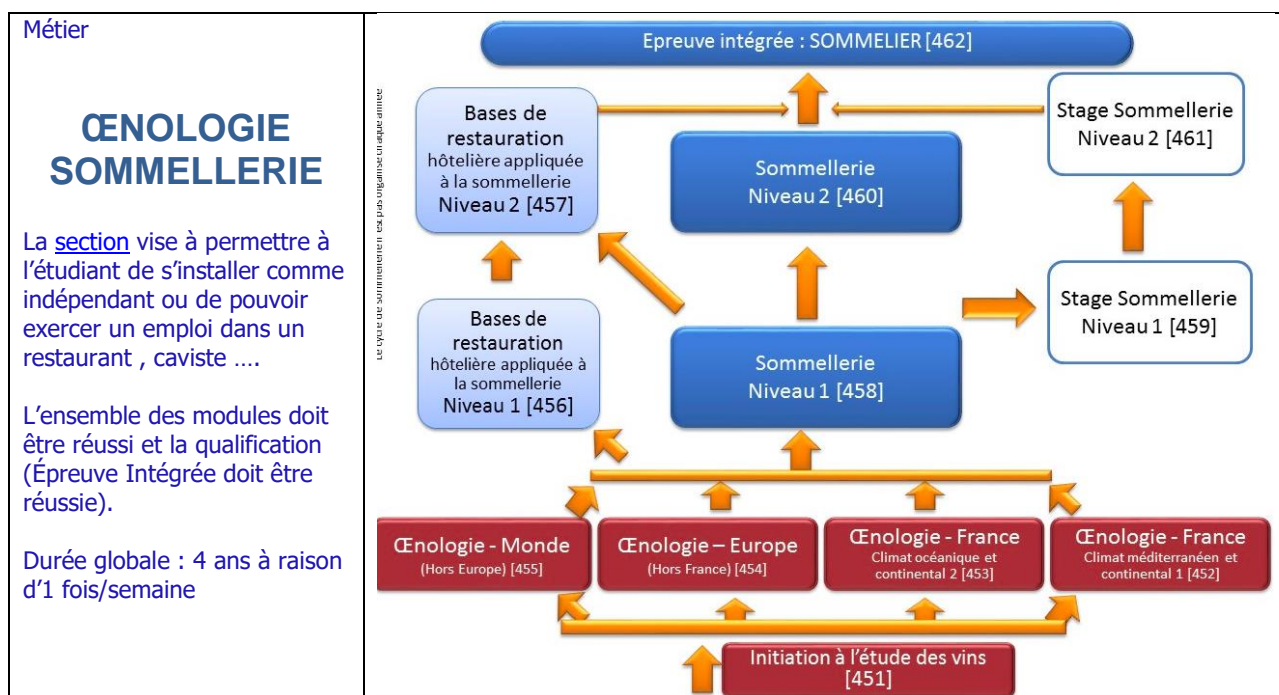 Métier
ŒNOLOGIE
SOMMELLERIE
La section vise à permettre à
l'étudiant de s'installer comme
indépendant ou de pouvoir
exercer un emploi dans un
restaurant , caviste ….
L'ensemble des modules doit
être réussi et la qualification
(Épreuve Intégrée doit être
réussie).
Durée globale : 4 ans à raison
d'1 fois/semaine
Epreuve intégrée : SOMMELIER [462]
Bases de
restauration
hôtelière appliquée
à la sommellerie
Niveau 2 [457]
Sommellerie
Niveau 2 [460]
Stage Sommellerie
Niveau 2 [461]
Bases de
restauration
hôtelière appliquée à
la sommellerie
Niveau 1 [456]
Sommellerie
Niveau 1 [458]
Stage Sommellerie
Niveau 1 [459]
Œnologie - Monde
(Hors Europe) [455]
Œnologie – Europe
(Hors France) [454]
Œnologie - France
Climat océanique et
continental 2 [453]
Œnologie - France
Climat méditerranéen et
continental 1 [452]
Initiation à l'étude des vins
[451]